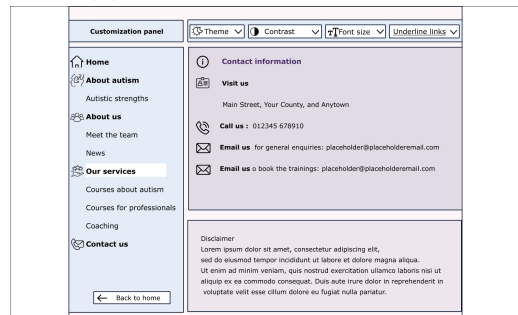 Customization panel
Theme
Contrast
TTFont size
Underline links
Home
About autism
Autistic strengths
About us
Meet the team
News
Our services
Courses about autism
Courses for professionals
Coaching
Contact us
Back to home
Contact information
Visit us
Main Street, Your County, and Anytown
Call us : 012345 678910
Email us for general enquiries: placeholder@placeholderemail.com
Email us o book the trainings: placeholder@placeholderemail.com
Disclaimer
Lorem ipsum dolor sit amet, consectetur adipiscing elit,
sed do eiusmod tempor incididunt ut labore et dolore magna aliqua.
Ut enim ad minim veniam, quis nostrud exercitation ullamco laboris nisi ut
aliquip ex ea commodo consequat. Duis aute irure dolor in reprehenderit in
voluptate velit esse cillum dolore eu fugiat nulla pariatur.